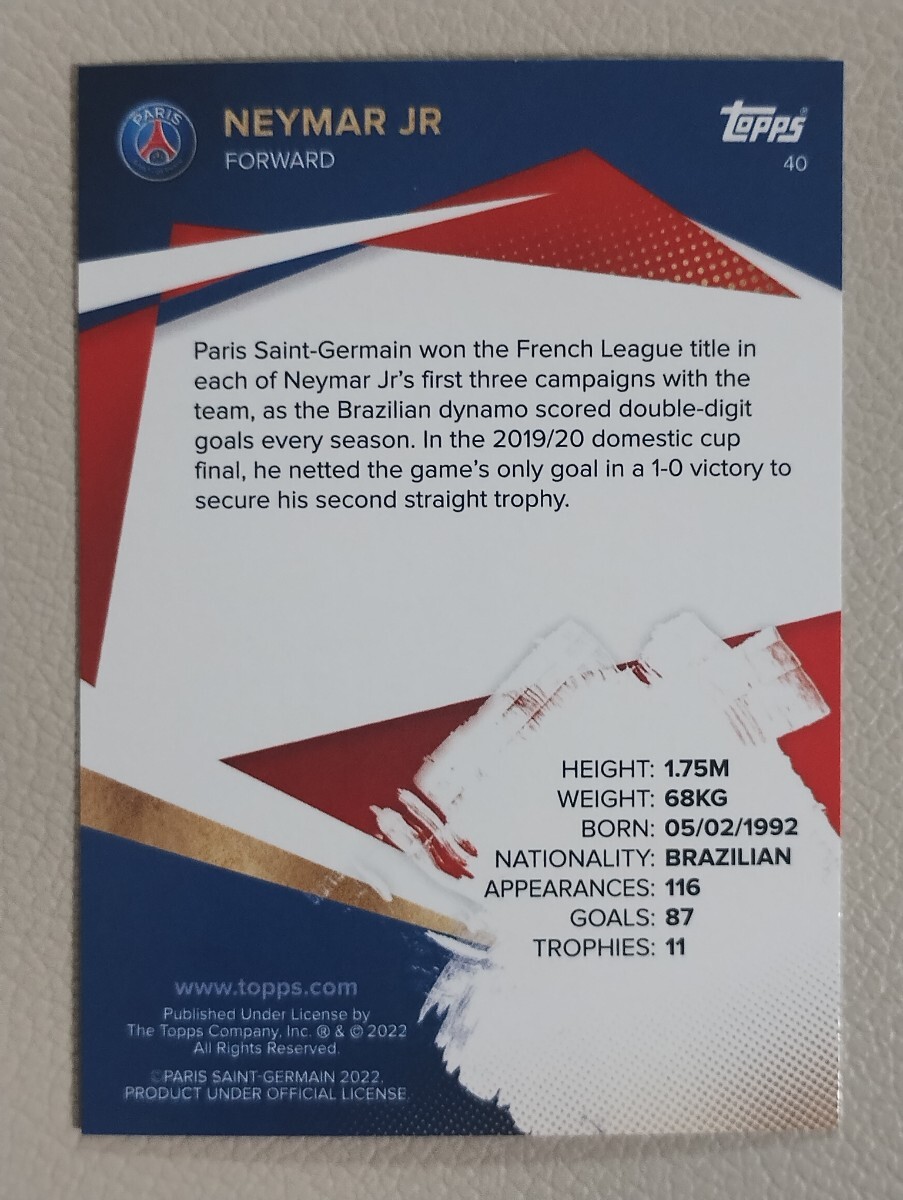 PARIS
NEYMAR JR
FORWARD
Topps®
40
Paris Saint-Germain won the French League title in
each of Neymar Jr’s first three campaigns with the
team, as the Brazilian dynamo scored double-digit
goals every season. In the 2019/20 domestic cup
final, he netted the game’s only goal in a 1-0 victory to
secure his second straight trophy.
HEIGHT: 1.75M
WEIGHT: 68KG
BORN: 05/02/1992
NATIONALITY: BRAZILIAN
APPEARANCES: 116
GOALS: 87
TROPHIES: 11
www.topps.com
Published Under License by
The Topps Company, Inc. ® & © 2022
All Rights Reserved.
©PARIS SAINT-GERMAIN 2022.
PRODUCT UNDER OFFICIAL LICENSE.